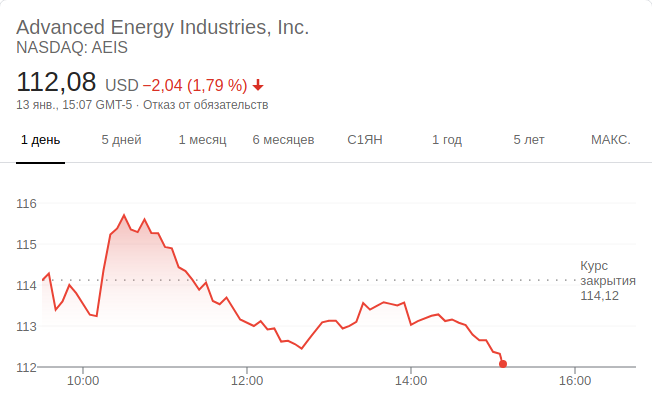 Advanced Energy Industries, Inc.
NASDAQ: AEIS
112,08 USD −2,04 (1,79 %)
13 янв., 15:07 GMT-5 · Отказ от обязательств
1 день 5 дней 1 месяц 6 месяцев С1ЯН 1 год 5 лет МАКС.
116
115
114
113
112
Курс
закрытия
114,12
10:00 12:00 14:00 16:00